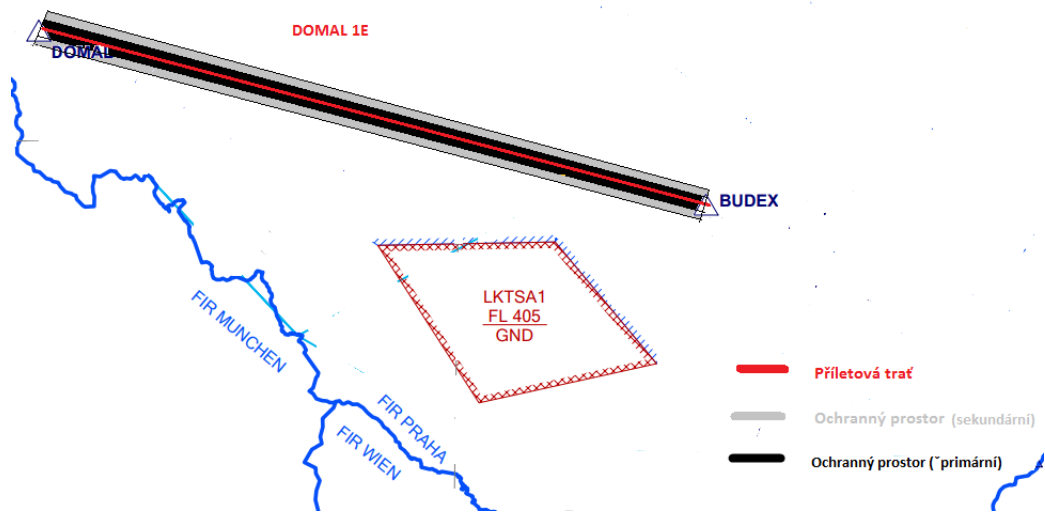 DOMAL 1E
DOMAL
BUDEX
LKTSA1
FL 405
GND
FIR MUNCHEN
FIR PRAHA
FIR WIEN
Příletová trať
Ochranný prostor (sekundární)
Ochranný prostor (ˇprimární)